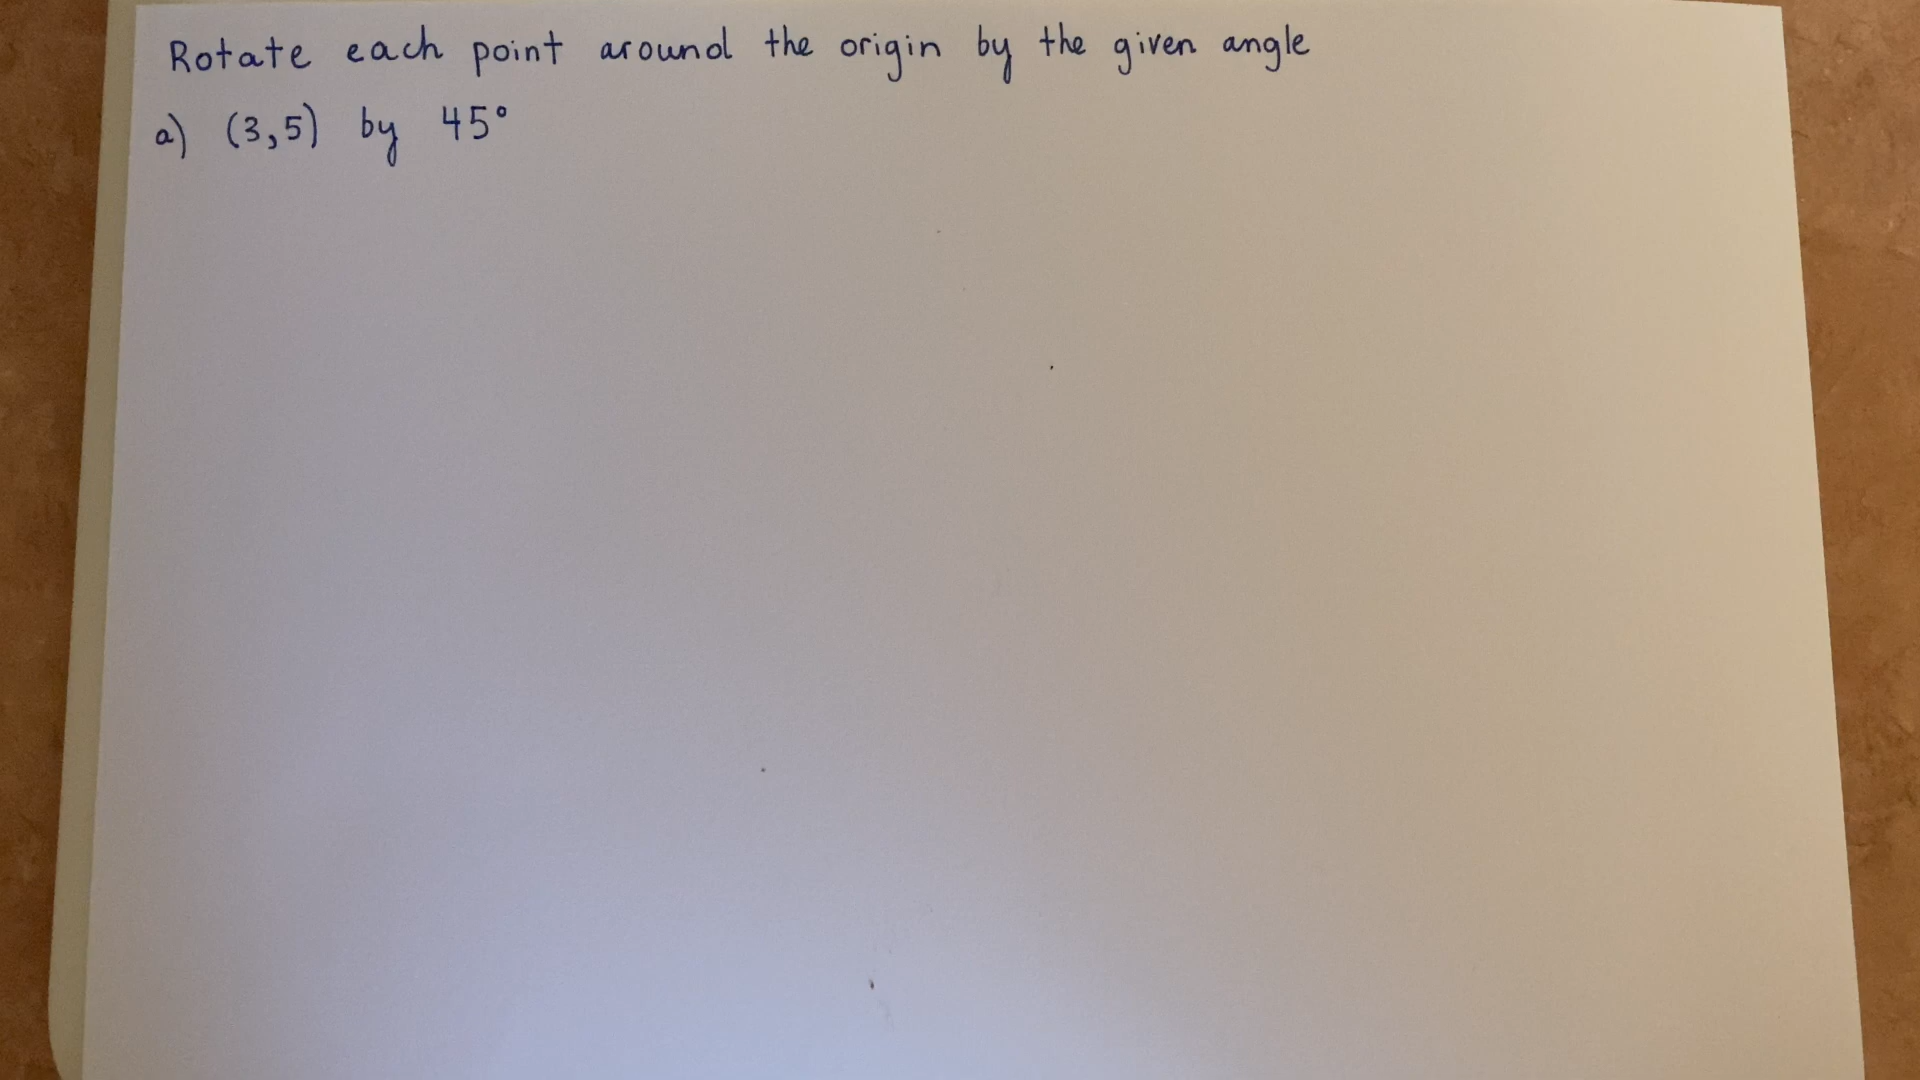 Rotate each point around the origin by the given angle
a) (3,5) by 45°